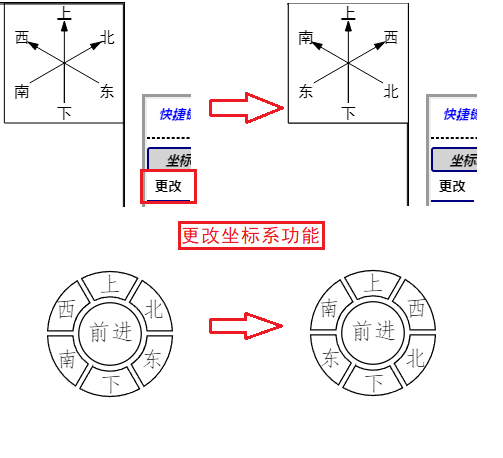 上
西 北
南 东
下
快捷
坐标
更改
上
南 西
东 北
下
快捷
坐标
更改
更改坐标系功能
上
西 北
前进
南 东
下
上
南 西
前进
东 北
下